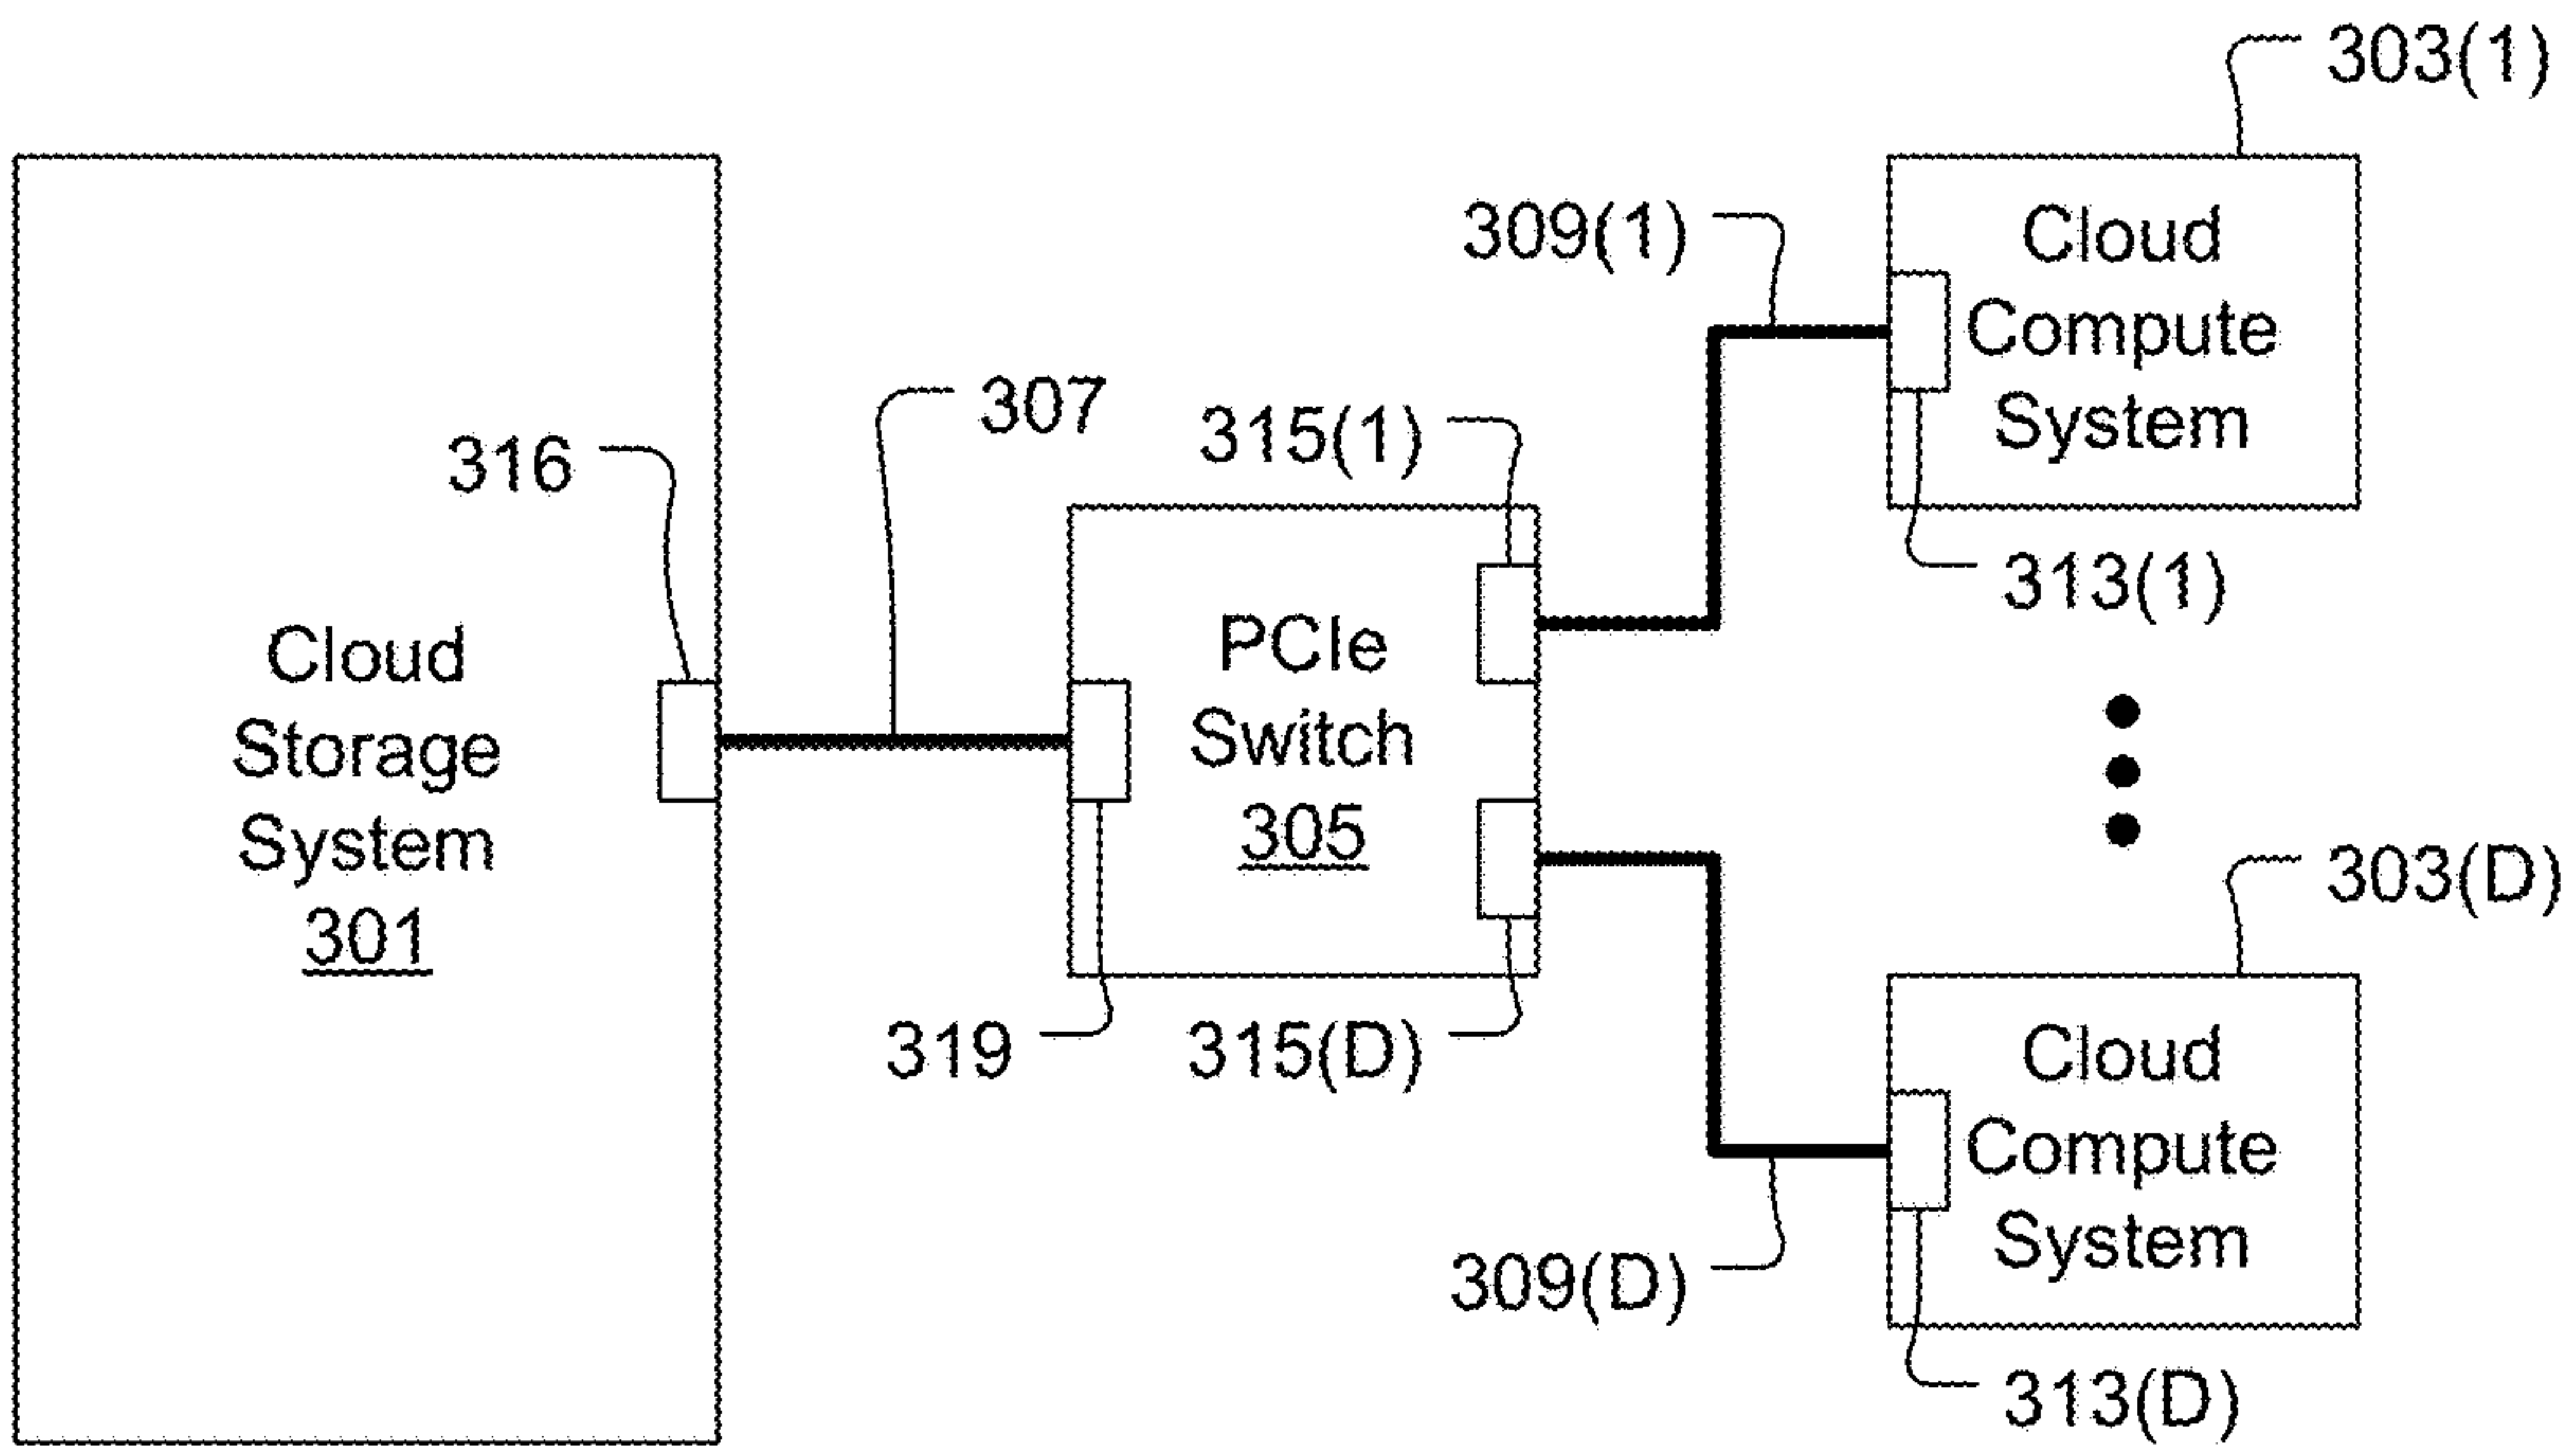 303(1)
Cloud
Compute
System
309(1)
313(1)
307
315(1)
316
Cloud
Storage
System
301
PCIe
Switch
305
319
315(D)
303(D)
Cloud
Compute
System
309(D)
313(D)